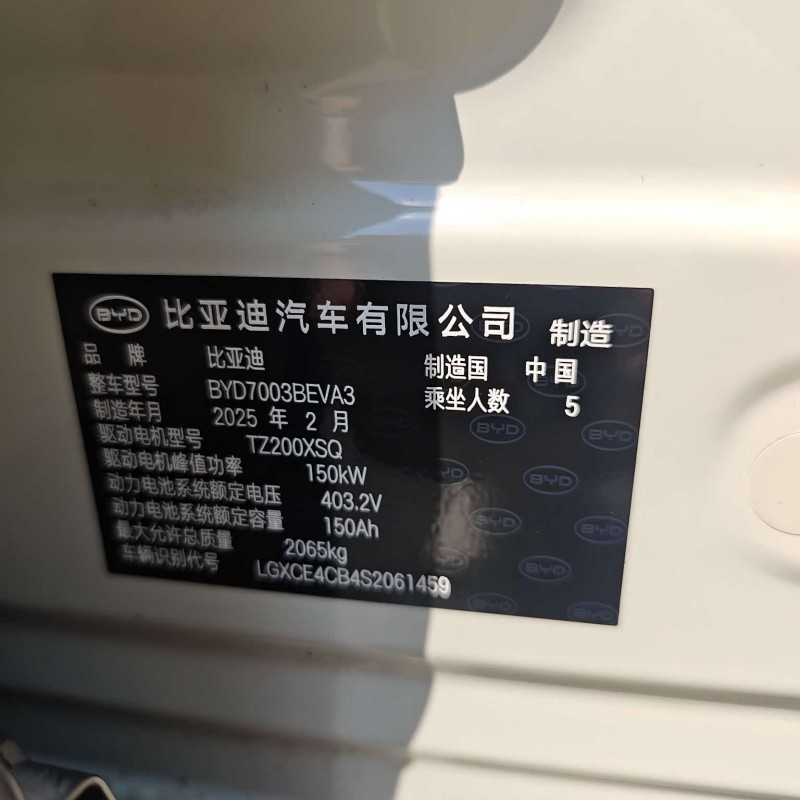 BYD 比亚迪汽车有限公司 制造
品牌 比亚迪 制造国 中国
整车型号 BYD7003BEVA3 乘坐人数 5
制造年月 2025 年 2 月
驱动电机型号 TZ200XSQ
驱动电机峰值功率 150kW
动力电池系统额定电压 403.2V
动力电池系统额定容量 150Ah
最大允许总质量 2065kg
车辆识别代号 LGXCE4CB4S2061459